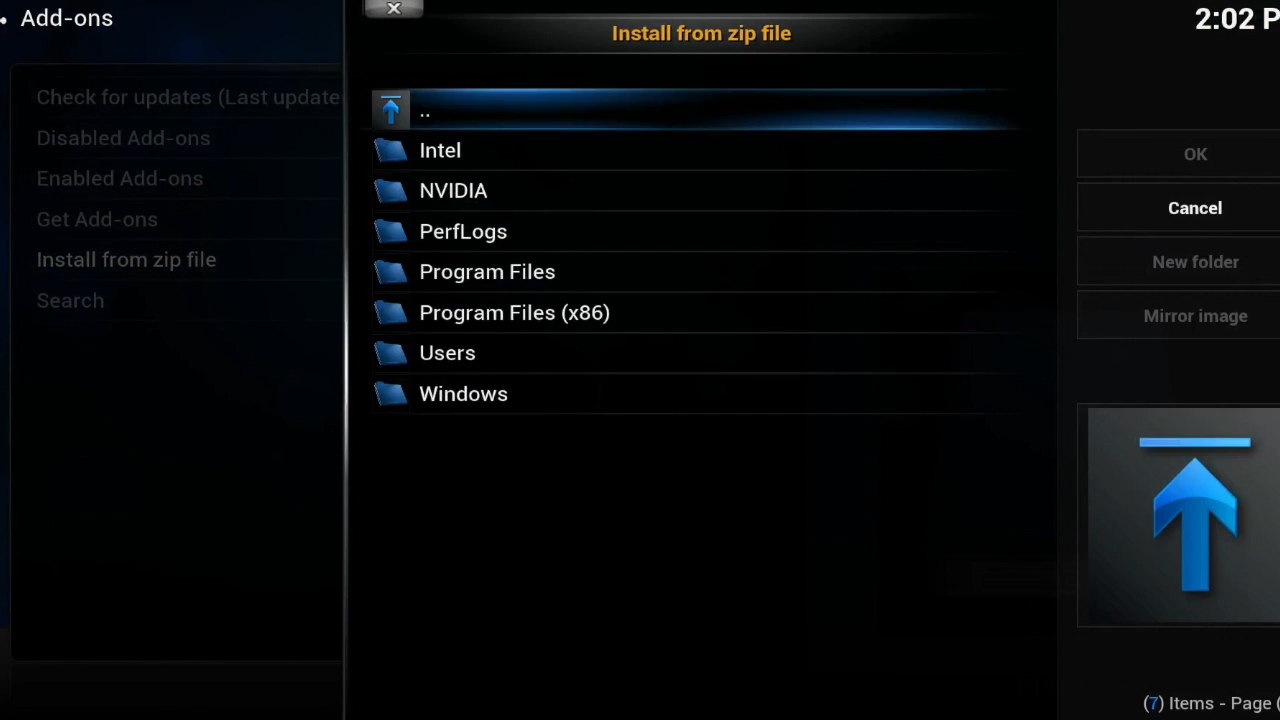 Add-ons
x
Install from zip file
2:02 P
Check for updates (Last update
Disabled Add-ons
Enabled Add-ons
Get Add-ons
Install from zip file
Search
..
Intel
NVIDIA
PerfLogs
Program Files
Program Files (x86)
Users
Windows
OK
Cancel
New folder
Mirror image
(7) Items - Page (